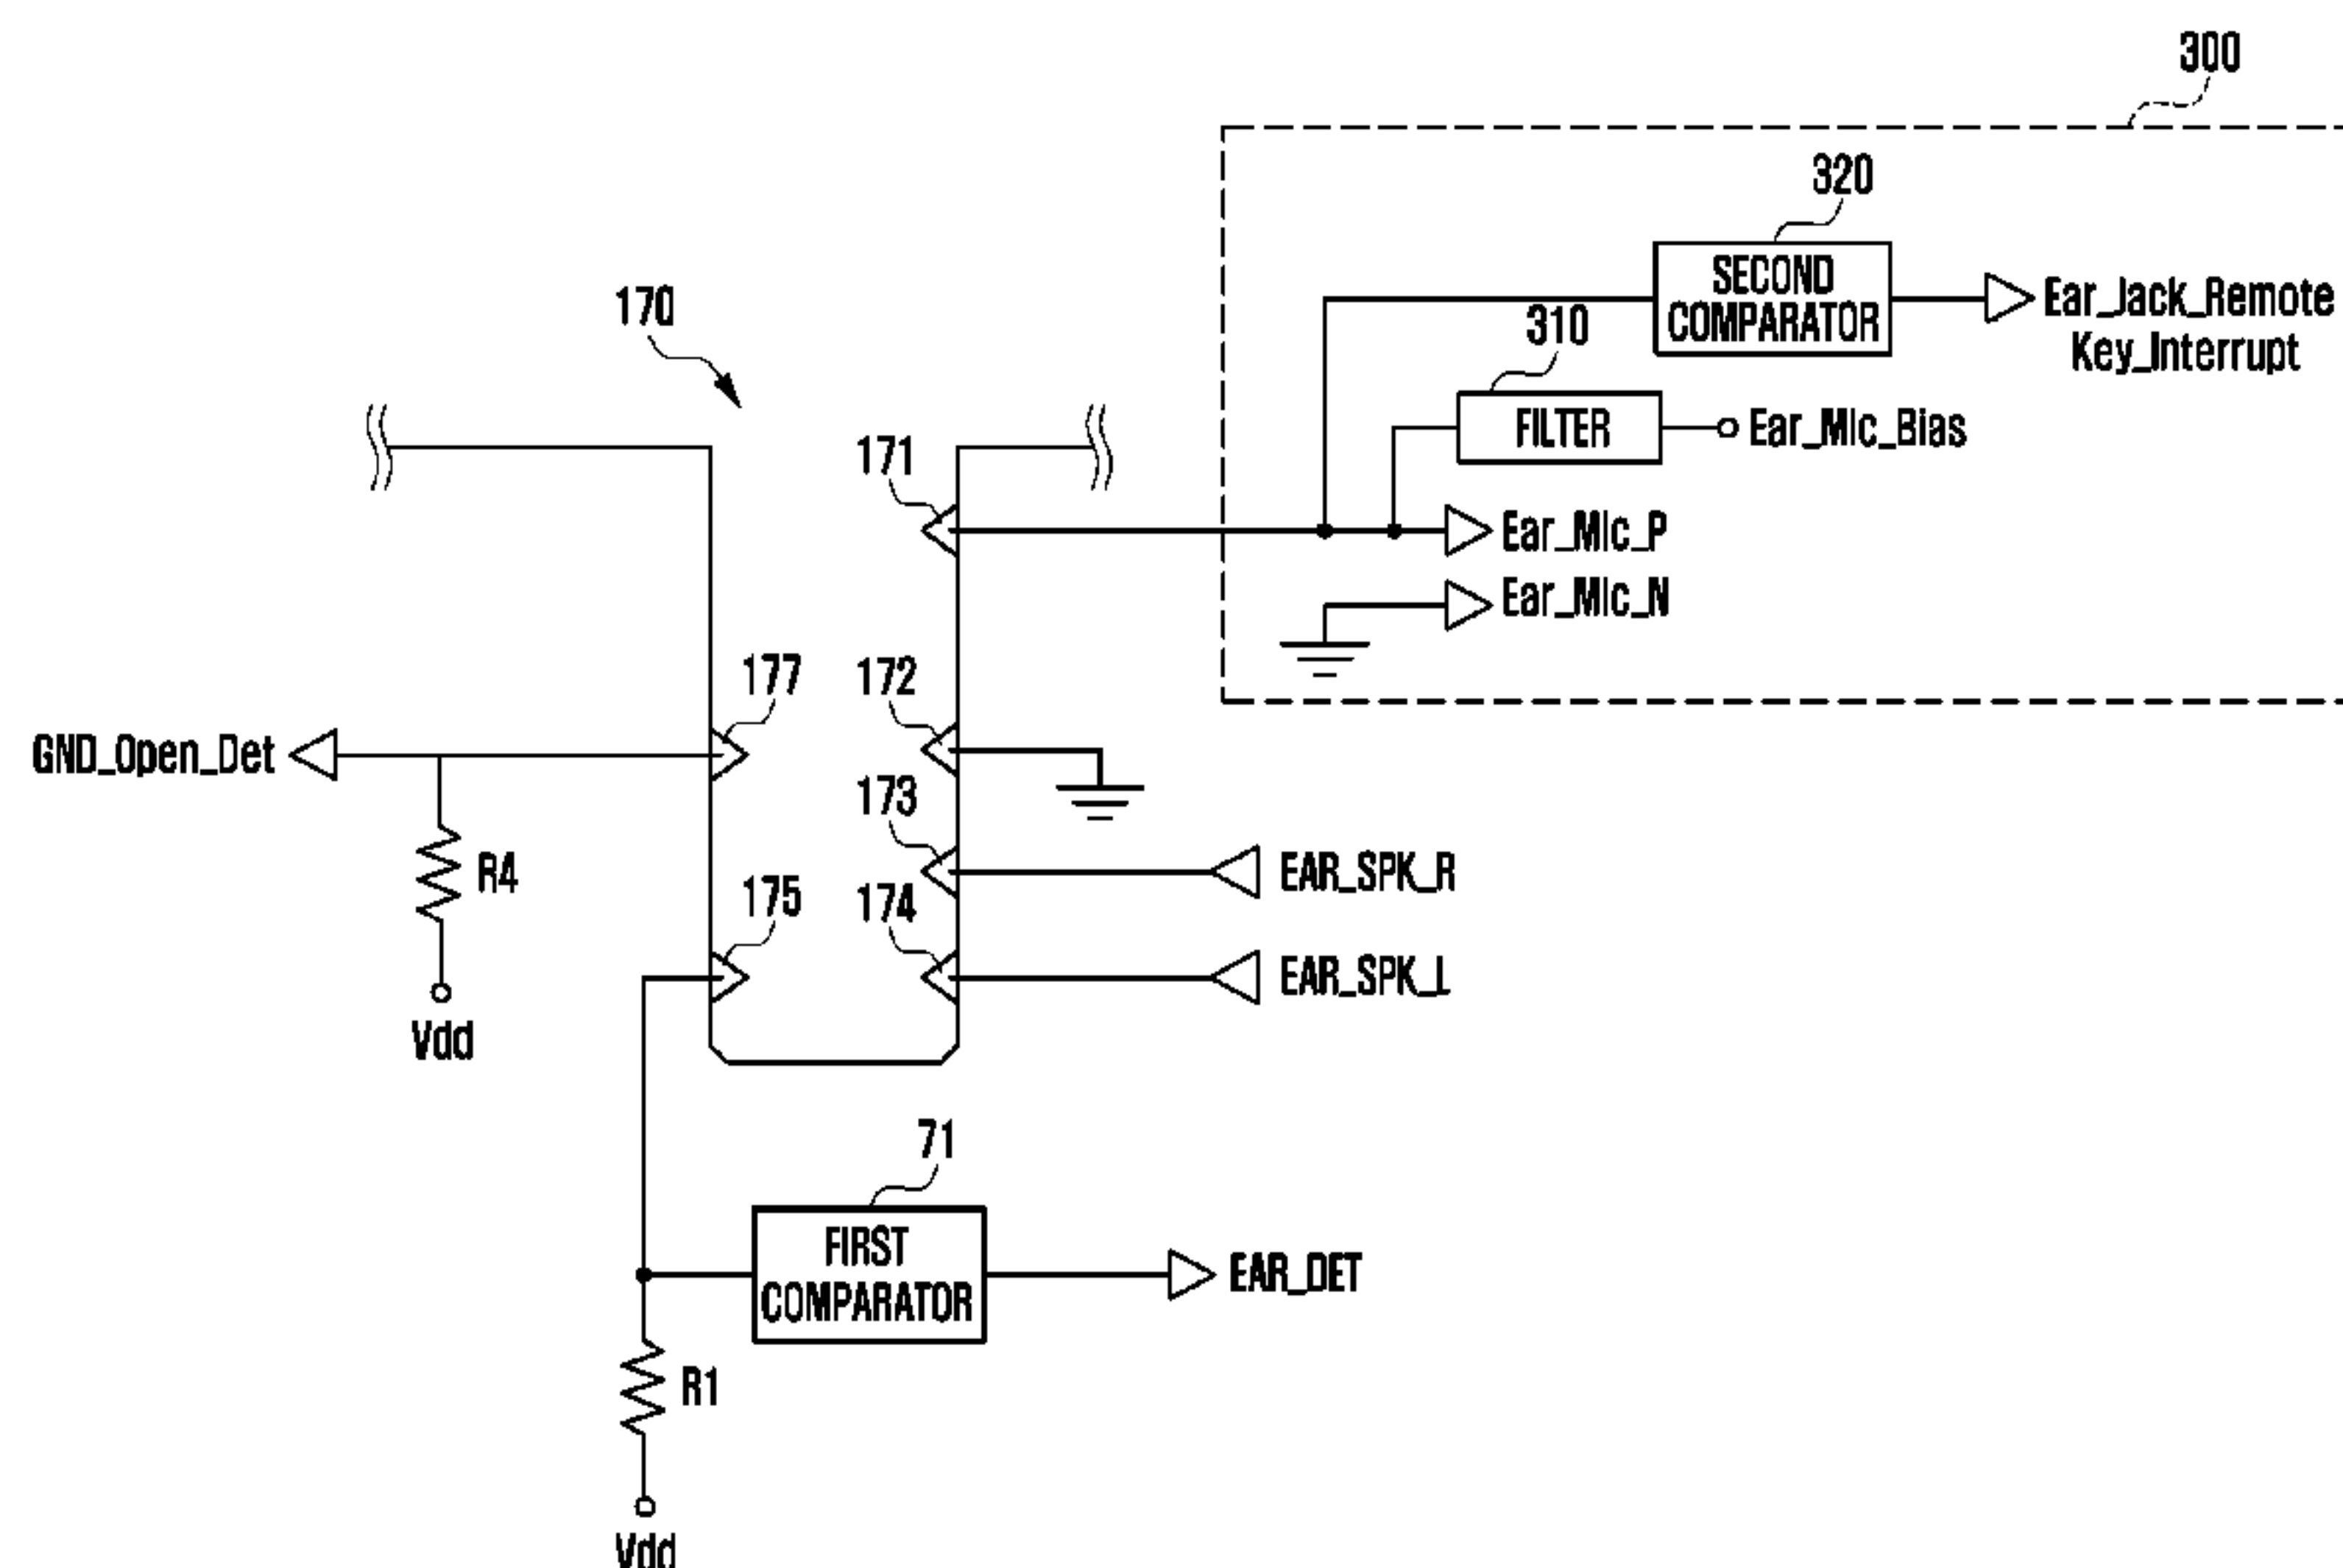 300
320
SECOND
COMPARATOR
Ear_Jack_Remote
Key_Interrupt
310
FILTER
Ear_Mic_Bias
170
171
Ear_Mic_P
Ear_Mic_N
177
172
GND_Open_Det
173
R4
EAR_SPK_R
175
174
EAR_SPK_L
Vdd
71
FIRST
COMPARATOR
EAR_DET
R1
Vdd